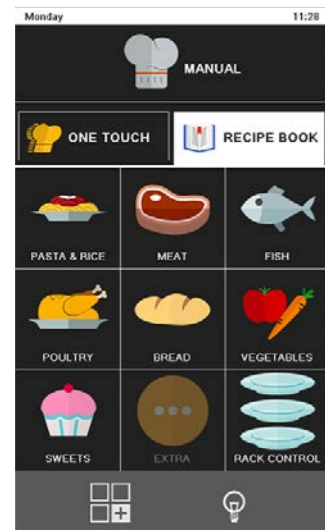 Monday 11:28
MANUAL
ONE TOUCH RECIPE BOOK
PASTA & RICE MEAT FISH
POULTRY BREAD VEGETABLES
SWEETS EXTRA RACK CONTROL